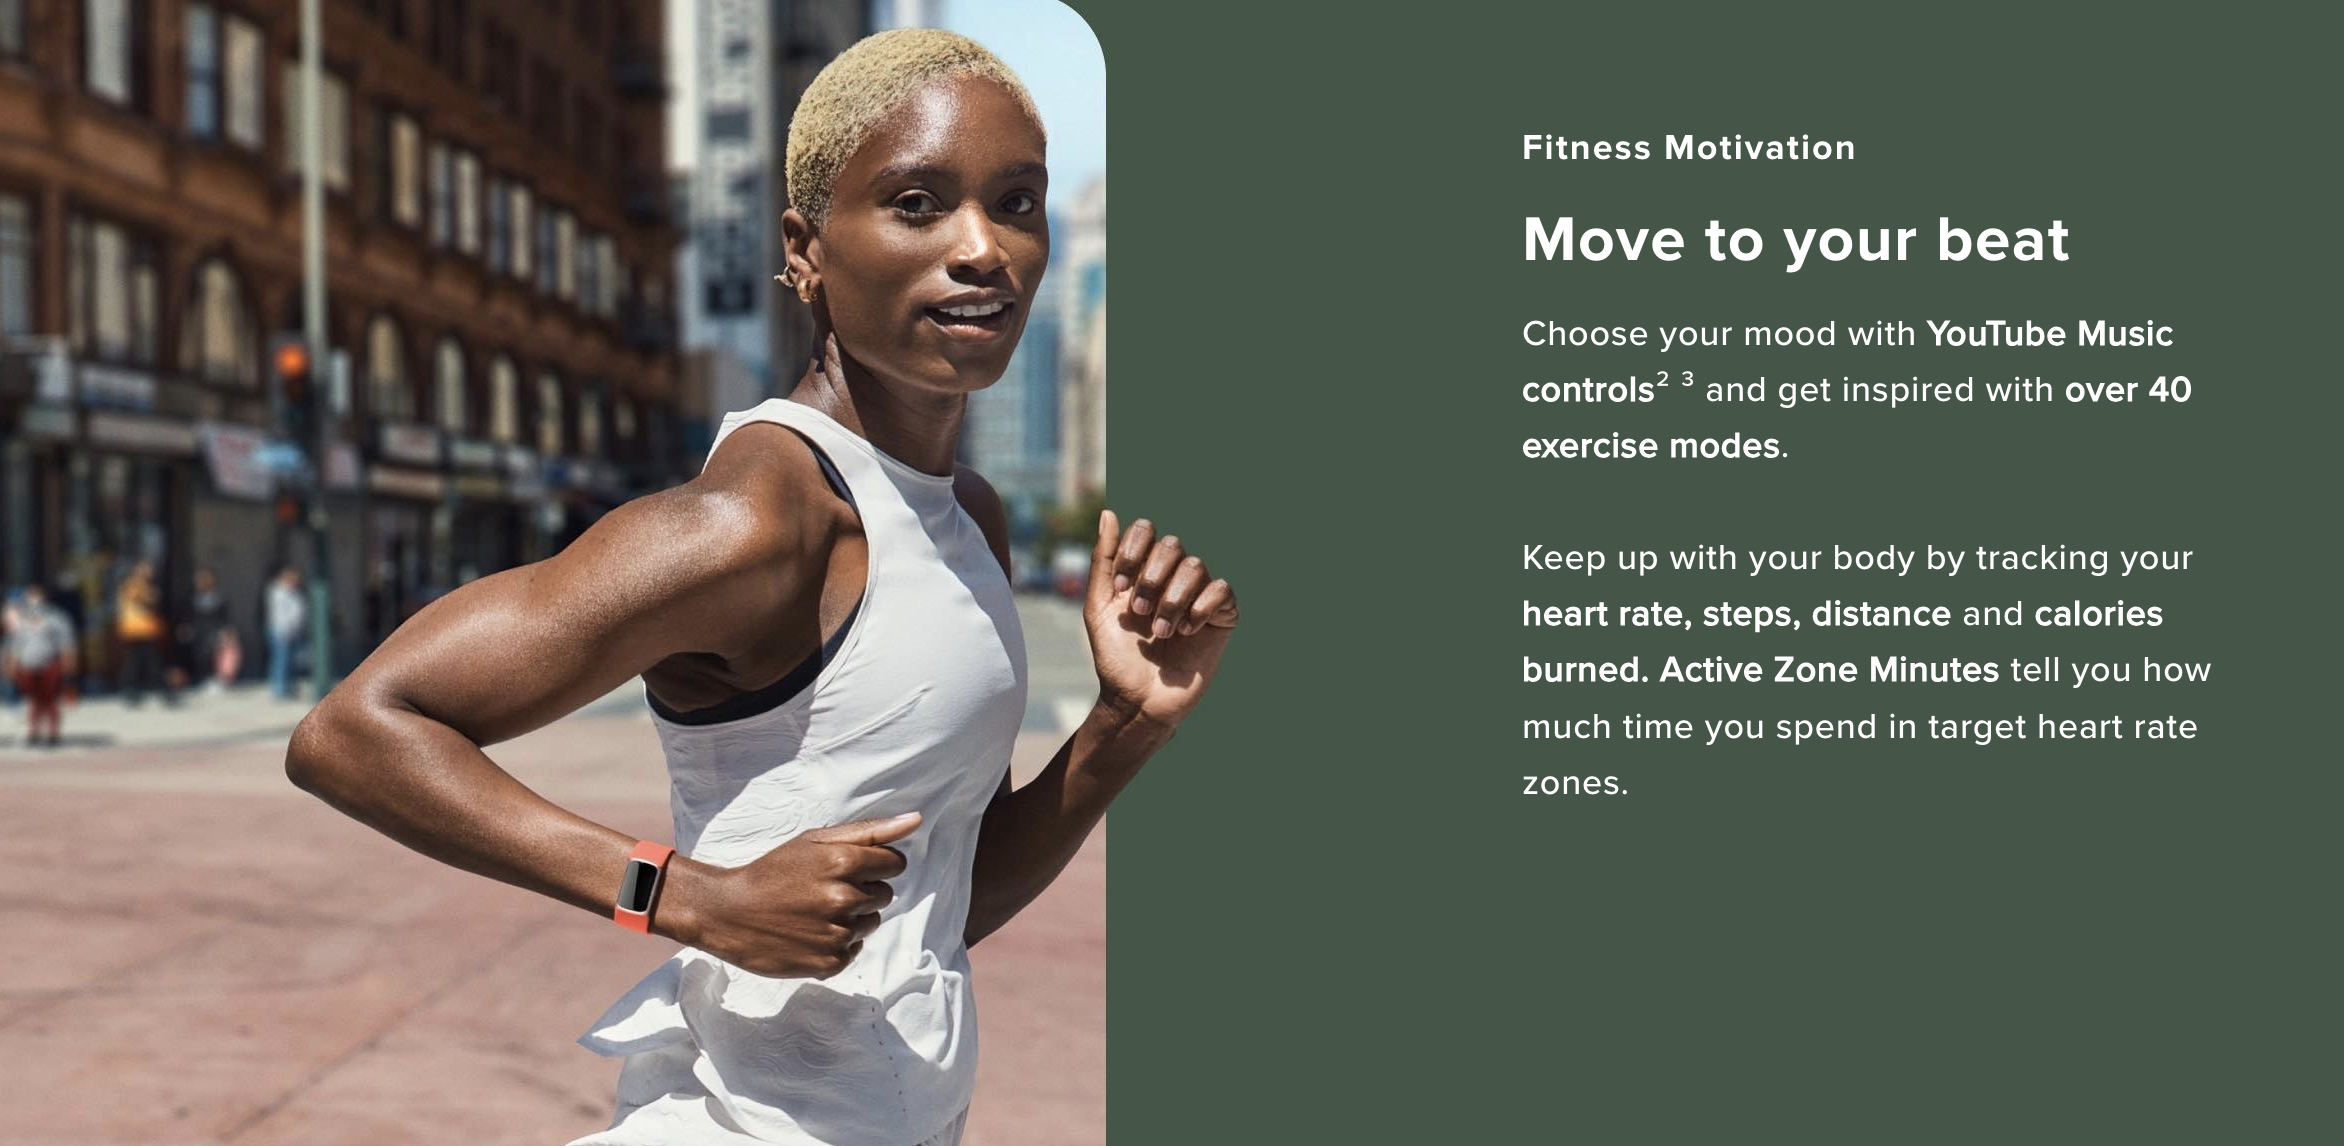 Fitness Motivation
Move to your beat
Choose your mood with YouTube Music
controls² ³ and get inspired with over 40
exercise modes.
Keep up with your body by tracking your
heart rate, steps, distance and calories
burned. Active Zone Minutes tell you how
much time you spend in target heart rate
zones.